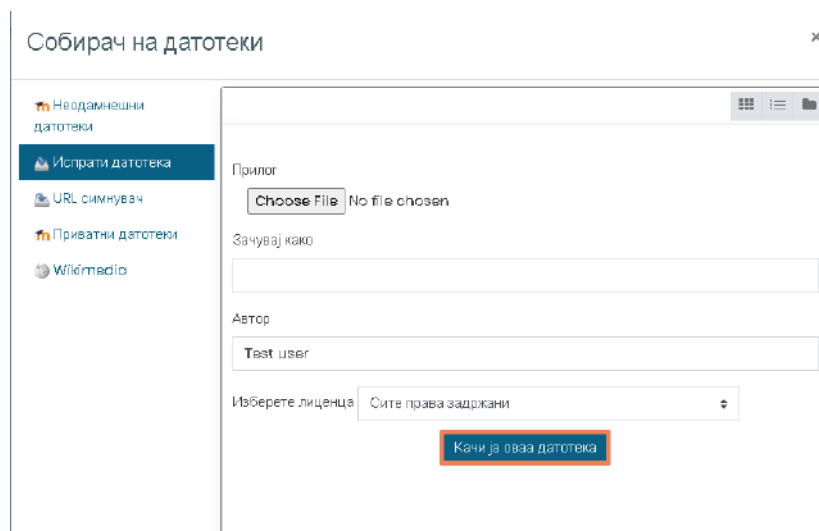 Собирач на датотеки
×
Неодамнешни
датотеки
Испрати датотека
URL симнувач
Приватни датотеки
Wikimedia
Прилог
Choose File No file chosen
Зачувај како
Автор
Test user
Изберете лиценца Сите права задржани
Качи ја оваа датотека